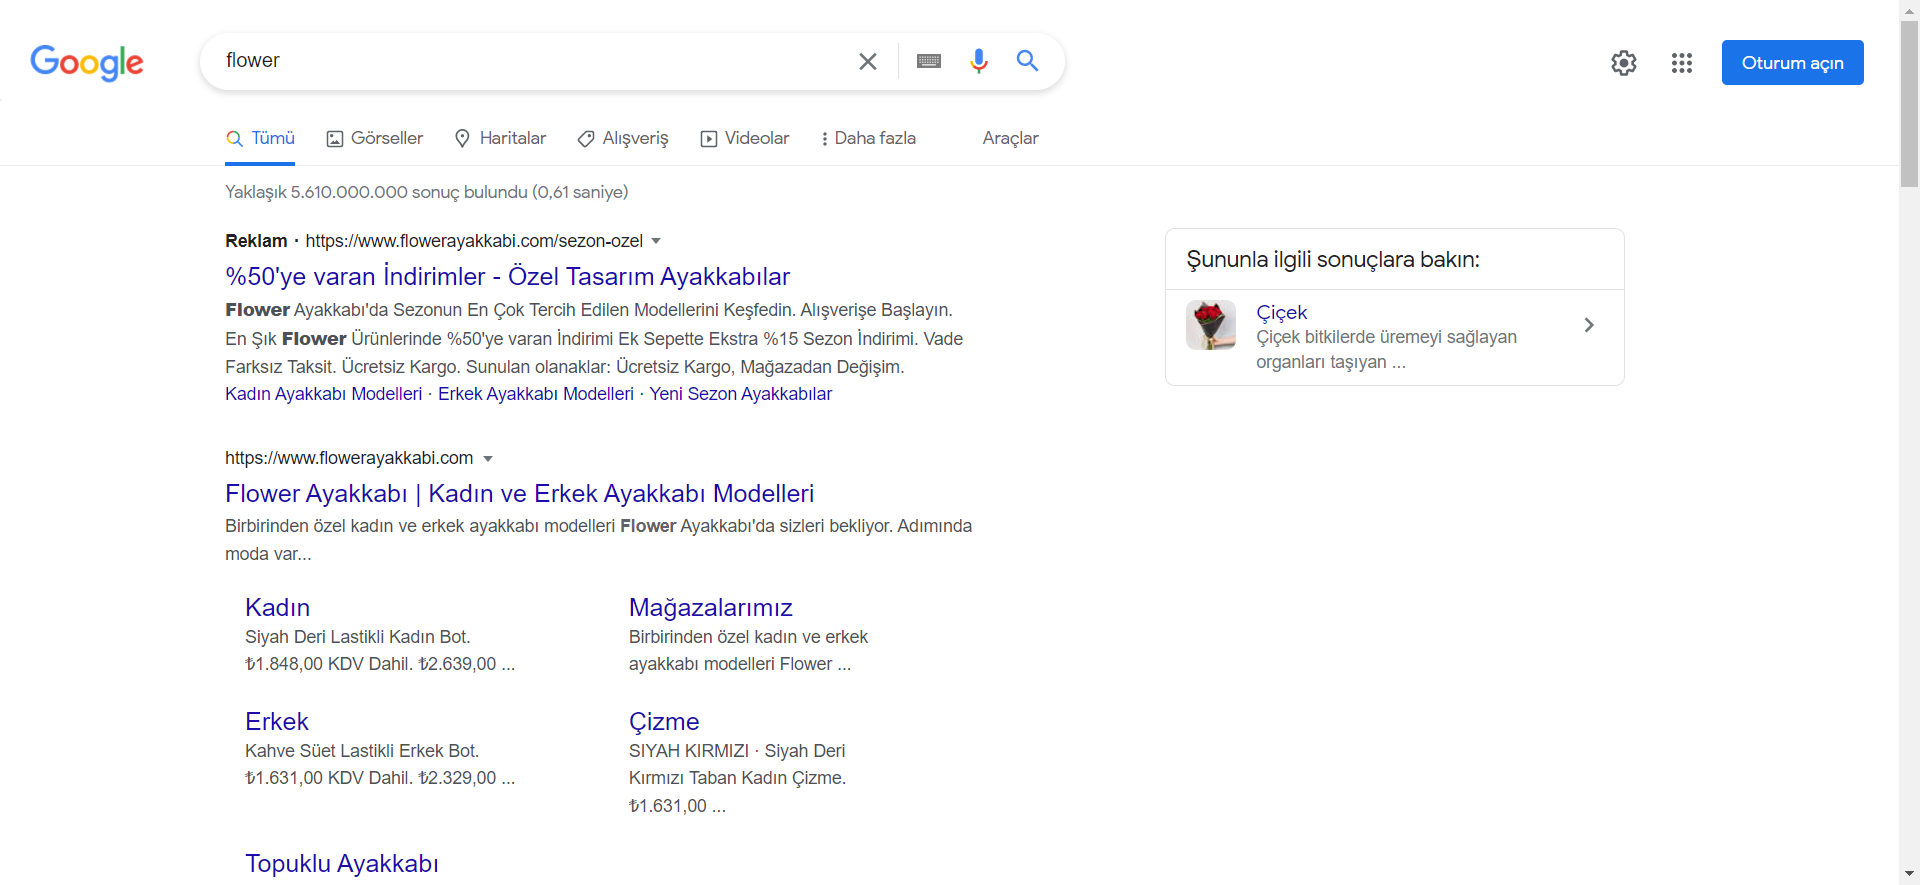 Google
flower
Oturum açın
Tümü
Görseller
Haritalar
Alışveriş
Videolar
Daha fazla
Araçlar
Yaklaşık 5.610.000.000 sonuç bulundu (0,61 saniye)
Reklam · https://www.flowerayakkabi.com/sezon-ozel
%50'ye varan İndirimler - Özel Tasarım Ayakkabılar
Flower Ayakkabı'da Sezonun En Çok Tercih Edilen Modellerini Keşfedin. Alışverişe Başlayın.
En Şık Flower Ürünlerinde %50'ye varan İndirimi Ek Sepette Ekstra %15 Sezon İndirimi. Vade
Farksız Taksit. Ücretsiz Kargo. Sunulan olanaklar: Ücretsiz Kargo, Mağazadan Değişim.
Kadın Ayakkabı Modelleri · Erkek Ayakkabı Modelleri · Yeni Sezon Ayakkabılar
https://www.flowerayakkabi.com
Flower Ayakkabı | Kadın ve Erkek Ayakkabı Modelleri
Birbirinden özel kadın ve erkek ayakkabı modelleri Flower Ayakkabı'da sizleri bekliyor. Adımında
moda var...
Kadın
Siyah Deri Lastikli Kadın Bot.
₺1.848,00 KDV Dahil. ₺2.639,00 ...
Mağazalarımız
Birbirinden özel kadın ve erkek
ayakkabı modelleri Flower ...
Erkek
Kahve Süet Lastikli Erkek Bot.
₺1.631,00 KDV Dahil. ₺2.329,00 ...
Çizme
SIYAH KIRMIZI · Siyah Deri
Kırmızı Taban Kadın Çizme.
₺1.631,00 ...
Topuklu Ayakkabı
Şununla ilgili sonuçlara bakın:
Çiçek
Çiçek bitkilerde üremeyi sağlayan
organları taşıyan ...